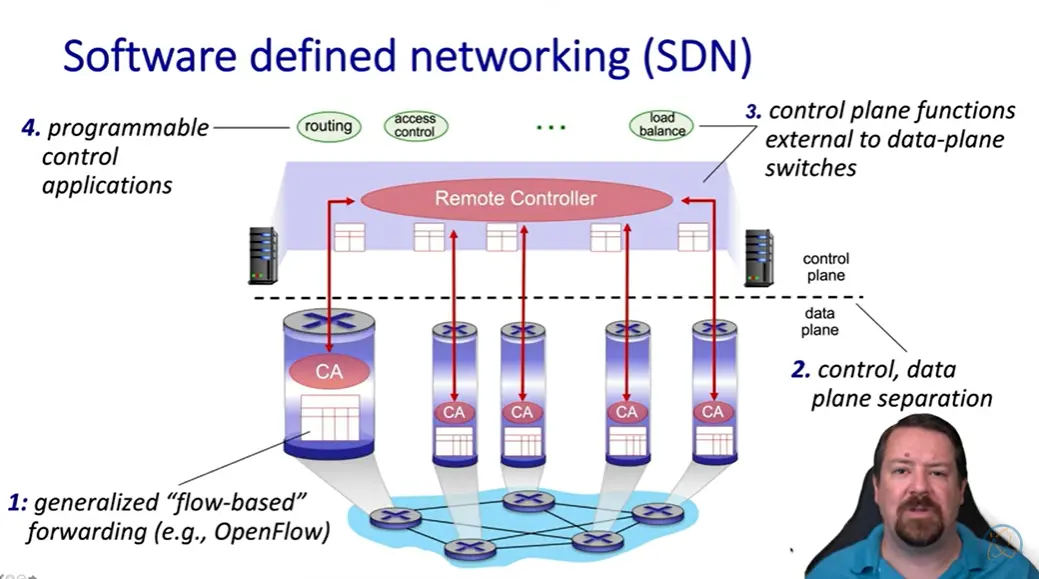 Software defined networking (SDN)
4. programmable
control
applications
routing
access
control
...
load
balance
3. control plane functions
external to data-plane
switches
Remote Controller
control
plane
data
plane
CA
CA
CA
CA
CA
2. control, data
plane separation
1: generalized “flow-based”
forwarding (e.g., OpenFlow)